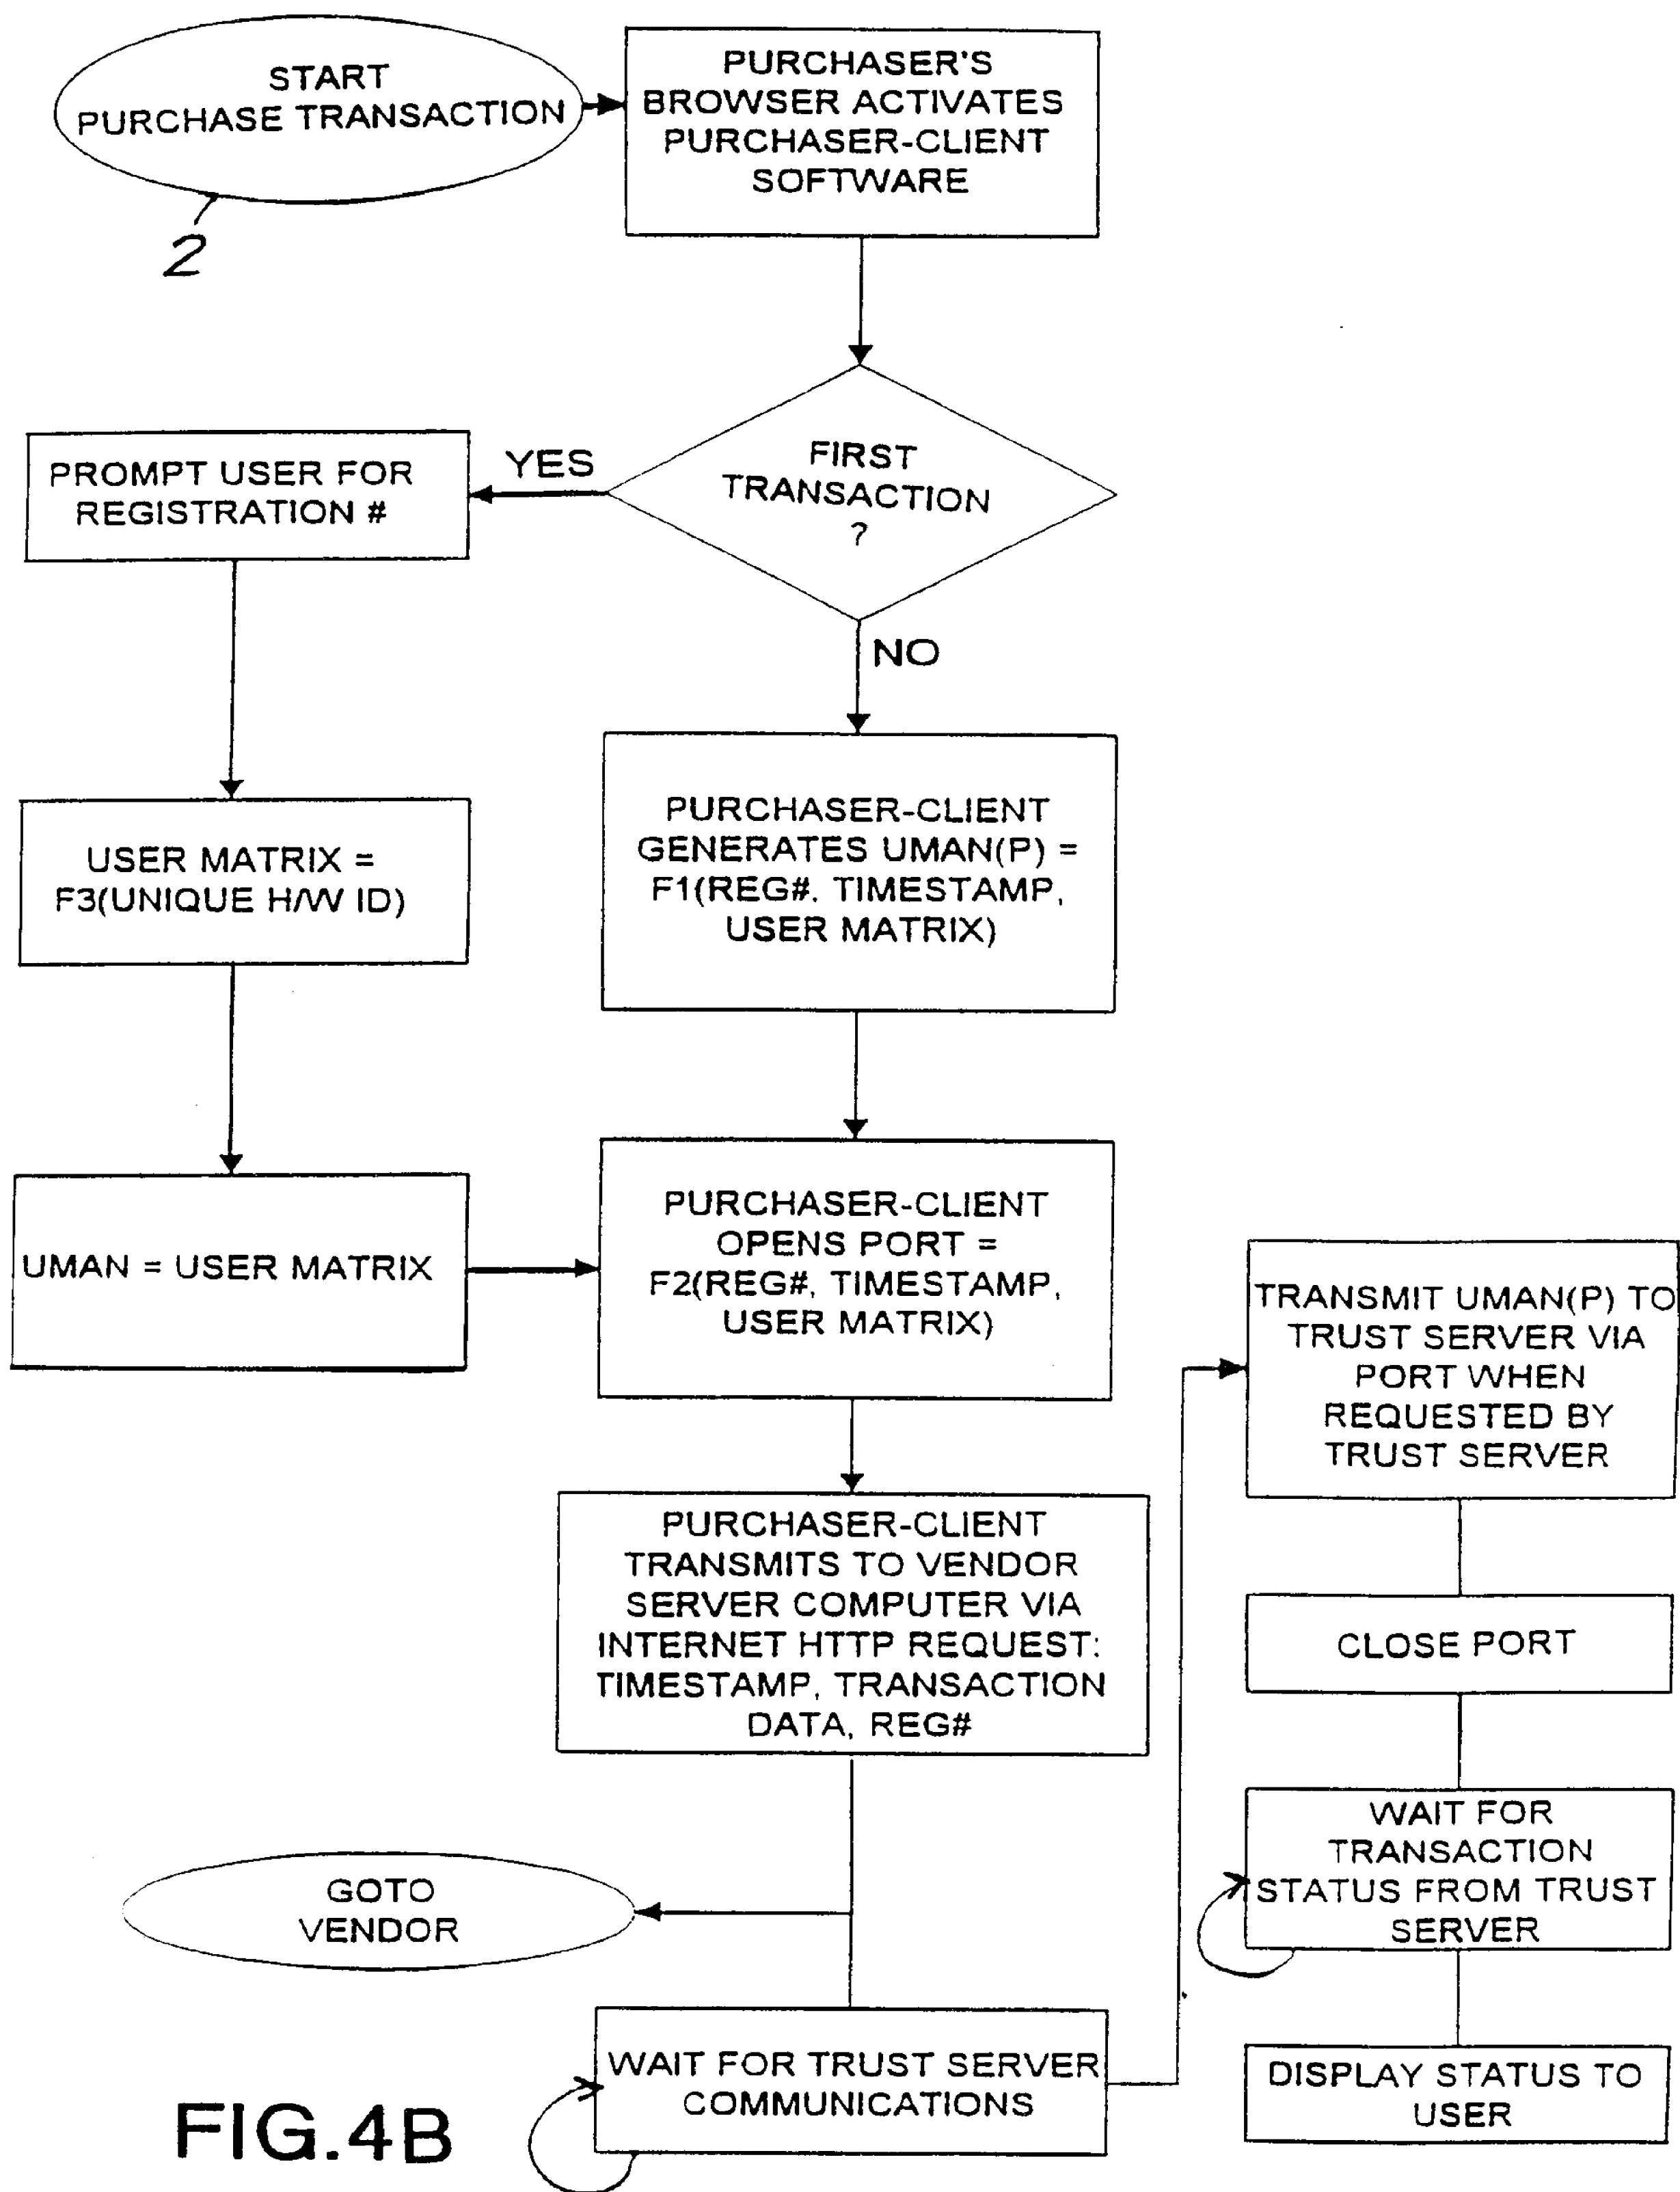 START
PURCHASE TRANSACTION
2
PURCHASER'S
BROWSER ACTIVATES
PURCHASER-CLIENT
SOFTWARE
FIRST
TRANSACTION
?
YES
NO
PROMPT USER FOR
REGISTRATION #
USER MATRIX =
F3(UNIQUE H/W ID)
UMAN = USER MATRIX
PURCHASER-CLIENT
GENERATES UMAN(P) =
F1(REG#, TIMESTAMP,
USER MATRIX)
PURCHASER-CLIENT
OPENS PORT =
F2(REG#, TIMESTAMP,
USER MATRIX)
PURCHASER-CLIENT
TRANSMITS TO VENDOR
SERVER COMPUTER VIA
INTERNET HTTP REQUEST:
TIMESTAMP, TRANSACTION
DATA, REG#
GOTO
VENDOR
WAIT FOR TRUST SERVER
COMMUNICATIONS
TRANSMIT UMAN(P) TO
TRUST SERVER VIA
PORT WHEN
REQUESTED BY
TRUST SERVER
CLOSE PORT
WAIT FOR
TRANSACTION
STATUS FROM TRUST
SERVER
DISPLAY STATUS TO
USER
FIG.4B